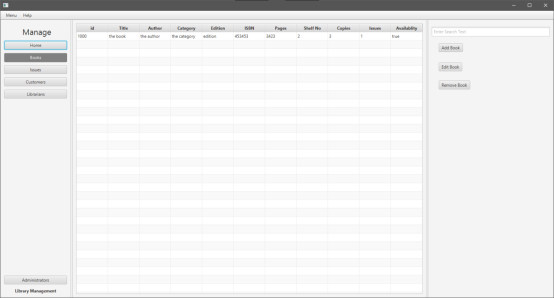 Menu Help
Manage
Home
Books
Issues
Customers
Librarians
Administrators
Library Management
Id Title Author Category Edition ISBN Pages Shelf No Copies Issues Availability
1000 the book the author the category edition 453453 3423 2 3 1 true
Enter Search Text
Add Book
Edit Book
Remove Book